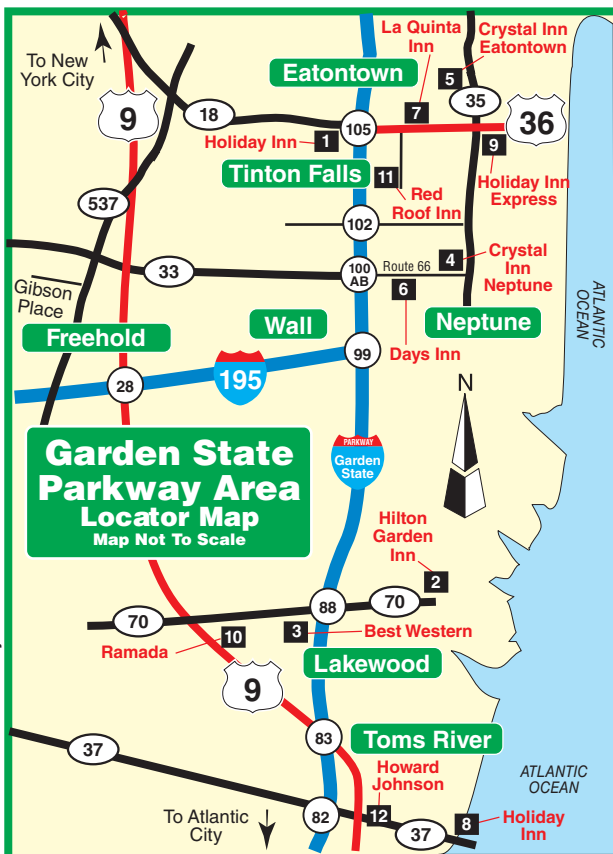 La Quinta
Inn
Crystal Inn
Eatontown
To New
York City
Eatontown
5
9
18
7
35
36
105
Holiday Inn
1
9
Tinton Falls
11
Holiday Inn
Express
Red
Roof Inn
537
102
33
100
AB
Route 66
4
Crystal
Inn
Neptune
Gibson
Place
6
ATLANTIC
OCEAN
Freehold
Wall
Neptune
Days Inn
99
28
195
N
PARKWAY
Garden
State
Garden State
Parkway Area
Locator Map
Map Not To Scale
Hilton
Garden
Inn
2
88
70
70
10
3
Best Western
Ramada
Lakewood
9
83
Toms River
37
Howard
Johnson
ATLANTIC
OCEAN
To Atlantic
City
82
12
37
8
Holiday
Inn